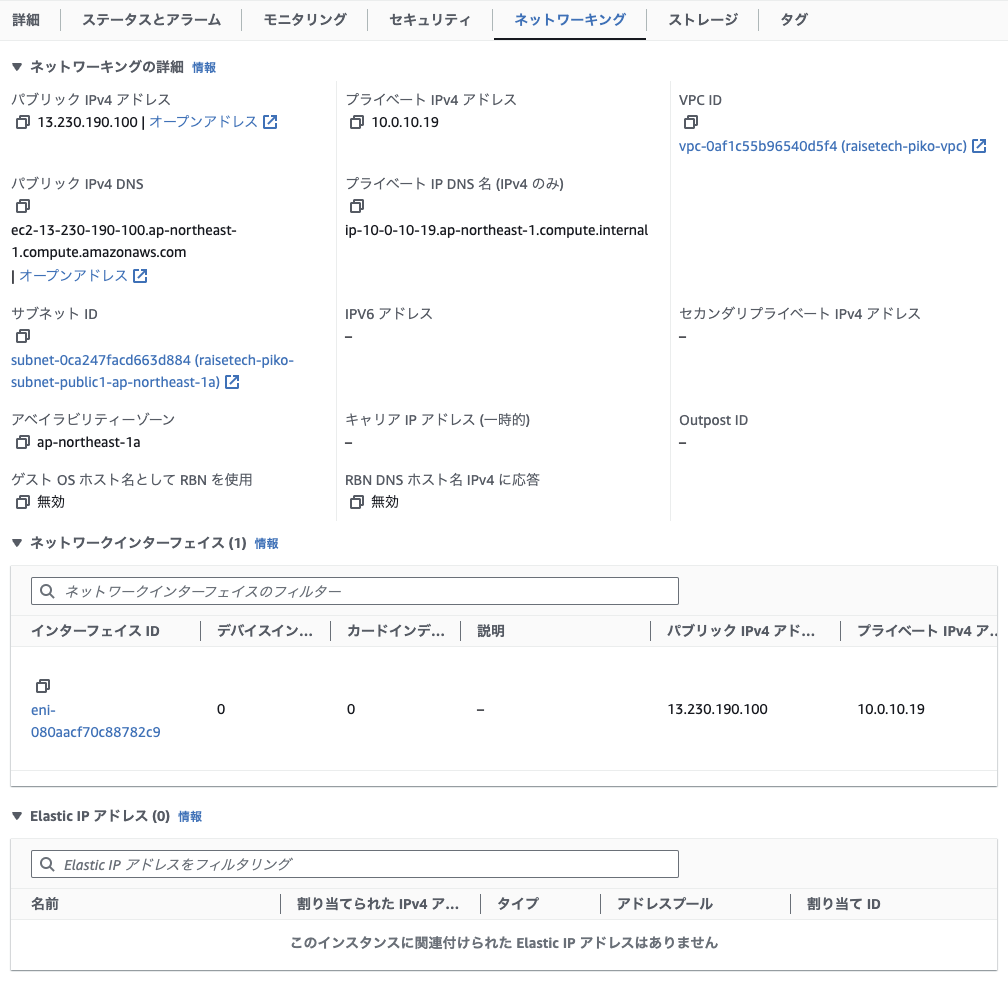 詳細 ステータスとアラーム モニタリング セキュリティ ネットワーキング ストレージ タグ
▼ ネットワーキングの詳細 情報
パブリック IPv4 アドレス
13.230.190.100 | オープンアドレス
プライベート IPv4 アドレス
10.0.10.19
VPC ID
vpc-0af1c55b96540d5f4 (raisetech-piko-vpc)
パブリック IPv4 DNS
ec2-13-230-190-100.ap-northeast-
1.compute.amazonaws.com
| オープンアドレス
プライベート IP DNS 名 (IPv4 のみ)
ip-10-0-10-19.ap-northeast-1.compute.internal
サブネット ID
subnet-0ca247facd663d884 (raisetech-piko-
subnet-public1-ap-northeast-1a)
IPV6 アドレス
–
セカンダリプライベート IPv4 アドレス
–
アベイラビリティーゾーン
ap-northeast-1a
キャリア IP アドレス (一時的)
–
Outpost ID
–
ゲスト OS ホスト名として RBN を使用
無効
RBN DNS ホスト名 IPv4 に応答
無効
▼ ネットワークインターフェイス (1) 情報
ネットワークインターフェイスのフィルター
インターフェイス ID デバイスイン... カードインデ... 説明 パブリック IPv4 アド... プライベート IPv4 ア...
eni-
080aacf70c88782c9
0 0 – 13.230.190.100 10.0.10.19
▼ Elastic IP アドレス (0) 情報
Elastic IP アドレスをフィルタリング
名前 割り当てられた IPv4 ア... タイプ アドレスプール 割り当て ID
このインスタンスに関連付けられた Elastic IP アドレスはありません